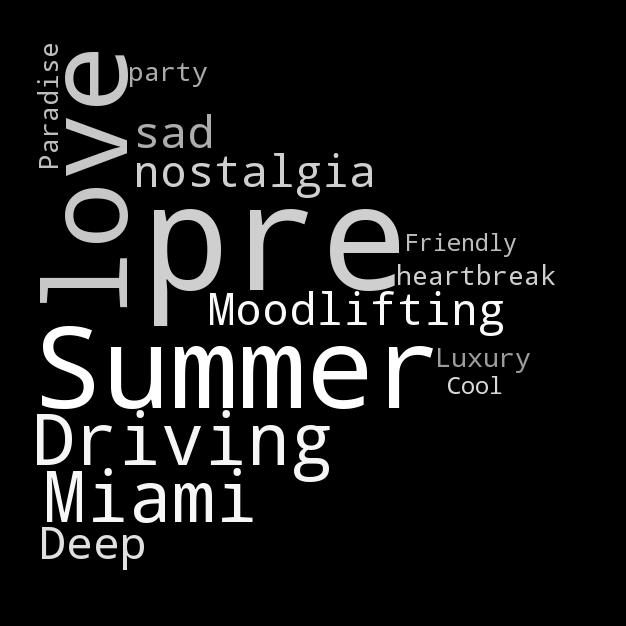 Paradise
love
party
sad
nostalgia
pre
Friendly
heartbreak
Moodlifting
Summer
Luxury
Cool
Driving
Miami
Deep